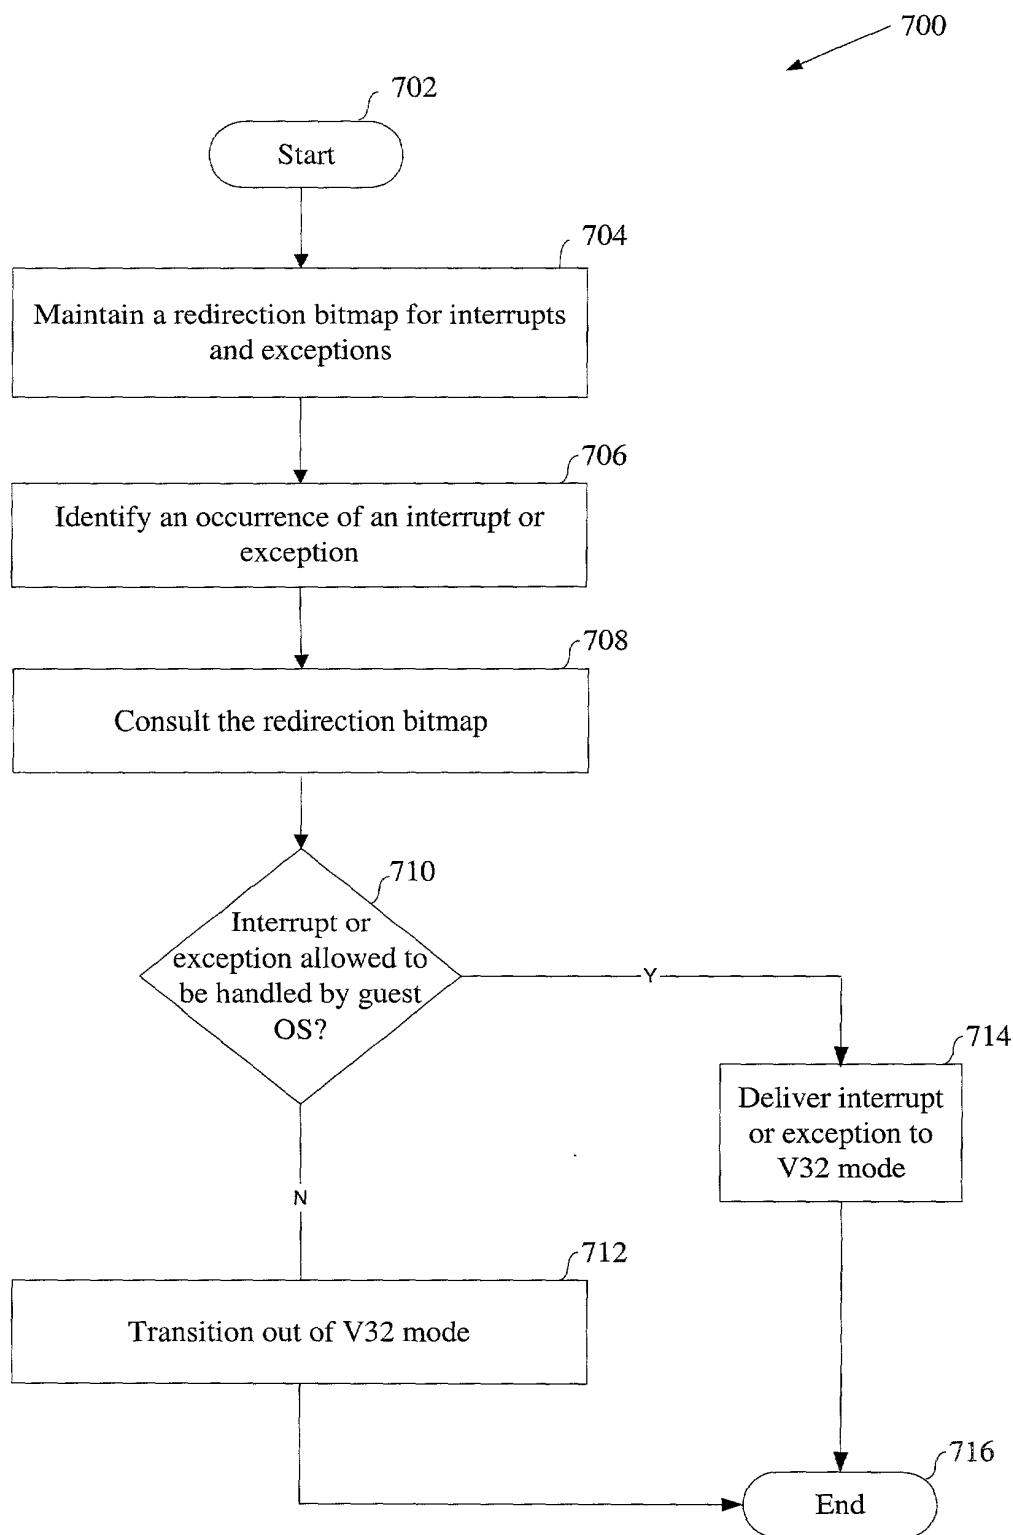 700
702
Start
704
Maintain a redirection bitmap for interrupts
and exceptions
706
Identify an occurrence of an interrupt or
exception
708
Consult the redirection bitmap
710
Interrupt or
exception allowed to
be handled by guest
OS?
Y
714
Deliver interrupt
or exception to
V32 mode
N
712
Transition out of V32 mode
716
End